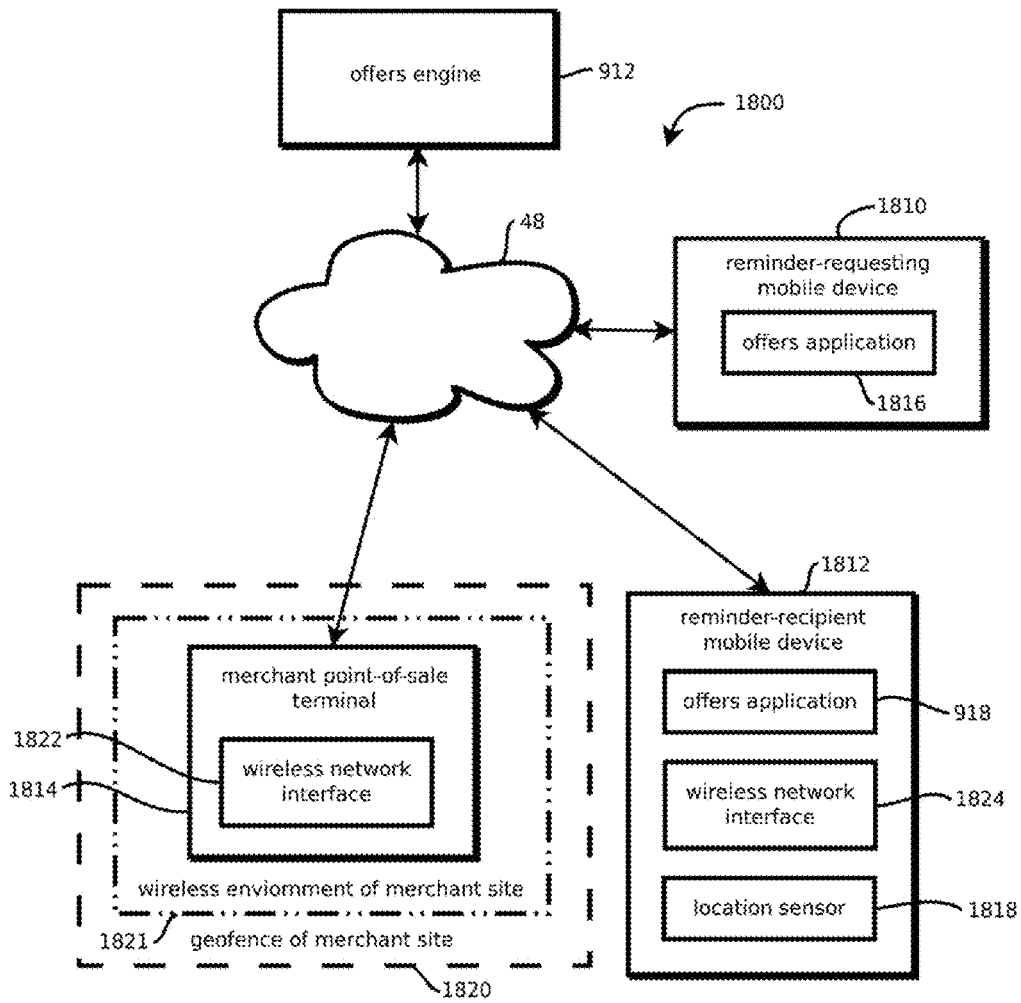 offers engine
912
1800
48
1810
reminder-requesting
mobile device
offers application
1816
1812
reminder-recipient
mobile device
offers application
918
wireless network
interface
1824
location sensor
1818
merchant point-of-sale
terminal
1822
wireless network
interface
1814
wireless enviornment of merchant site
1821
geofence of merchant site
1820